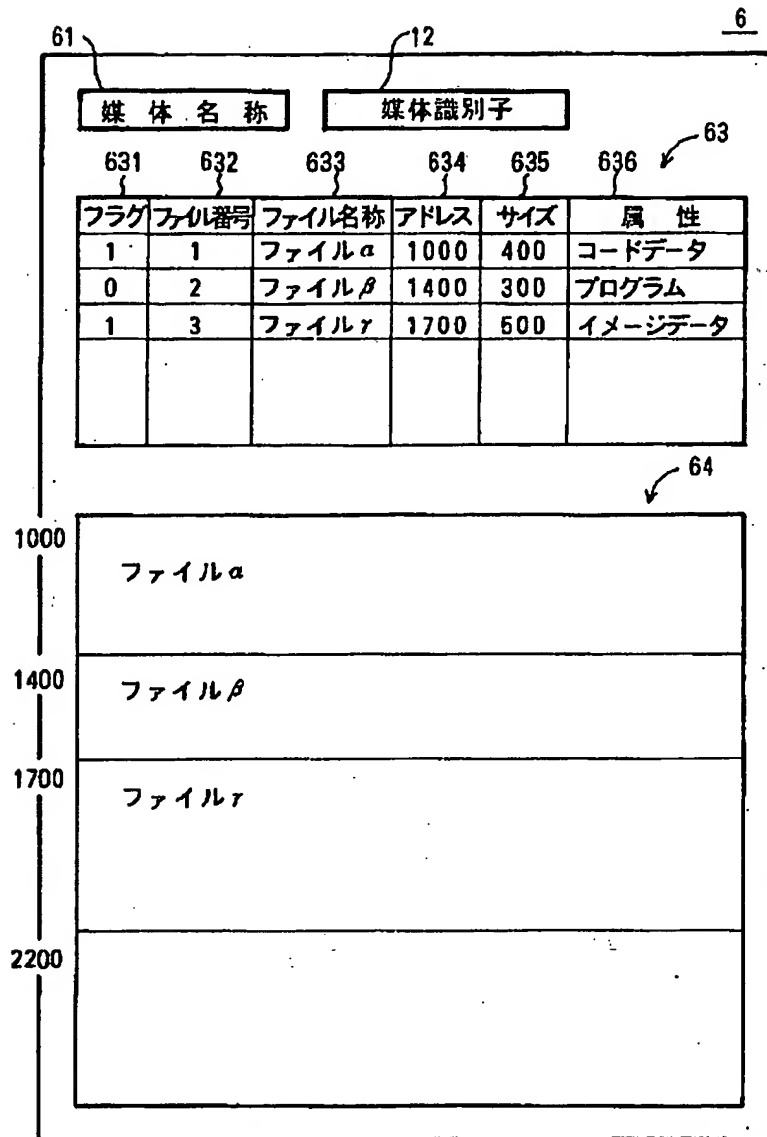 6
61 12
媒体名称 媒体識別子
63
631 632 633 634 635 636
フラグ ファイル番号 ファイル名称 アドレス サイズ 属性
1 1 ファイルα 1000 400 コードデータ
0 2 ファイルβ 1400 300 プログラム
1 3 ファイルγ 1700 500 イメージデータ
64
1000
ファイルα
1400
ファイルβ
1700
ファイルγ
2200